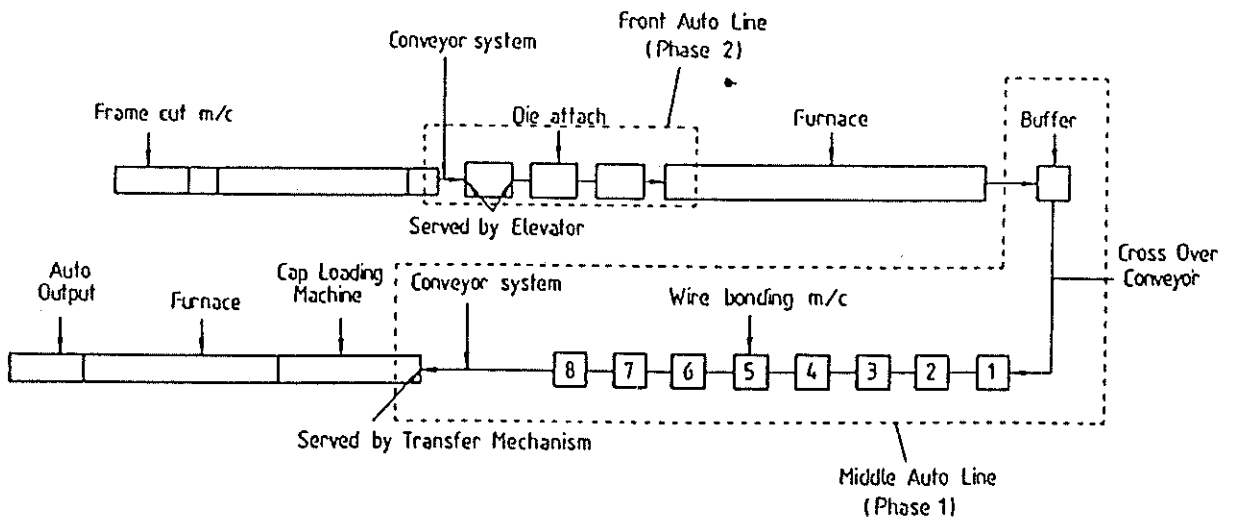 Front Auto Line
(Phase 2)
Conveyor system
Frame cut m/c
Die attach
Furnace
Buffer
Served by Elevator
Cross Over
Conveyor
Auto
Output
Furnace
Cap Loading
Machine
Conveyor system
Wire bonding m/c
8 7 6 5 4 3 2 1
Served by Transfer Mechanism
Middle Auto Line
(Phase 1)